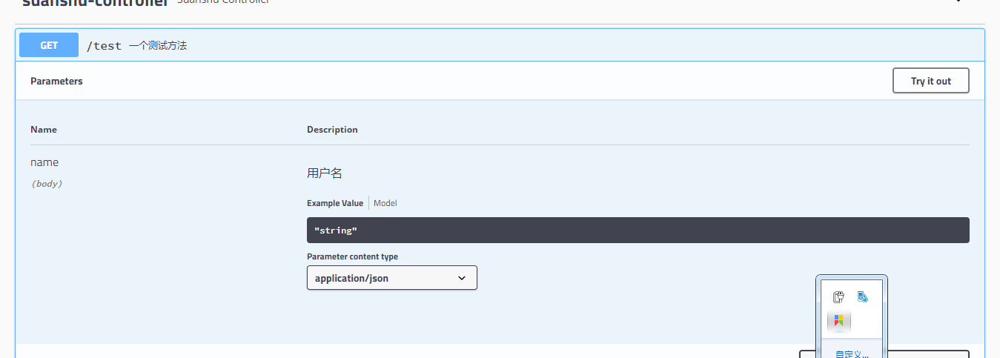 suanshu-controller Suanshu Controller
GET /test 一个测试方法
Parameters Try it out
Name Description
name 用户名
(body)
Example Value Model
"string"
Parameter content type
application/json
自定义...